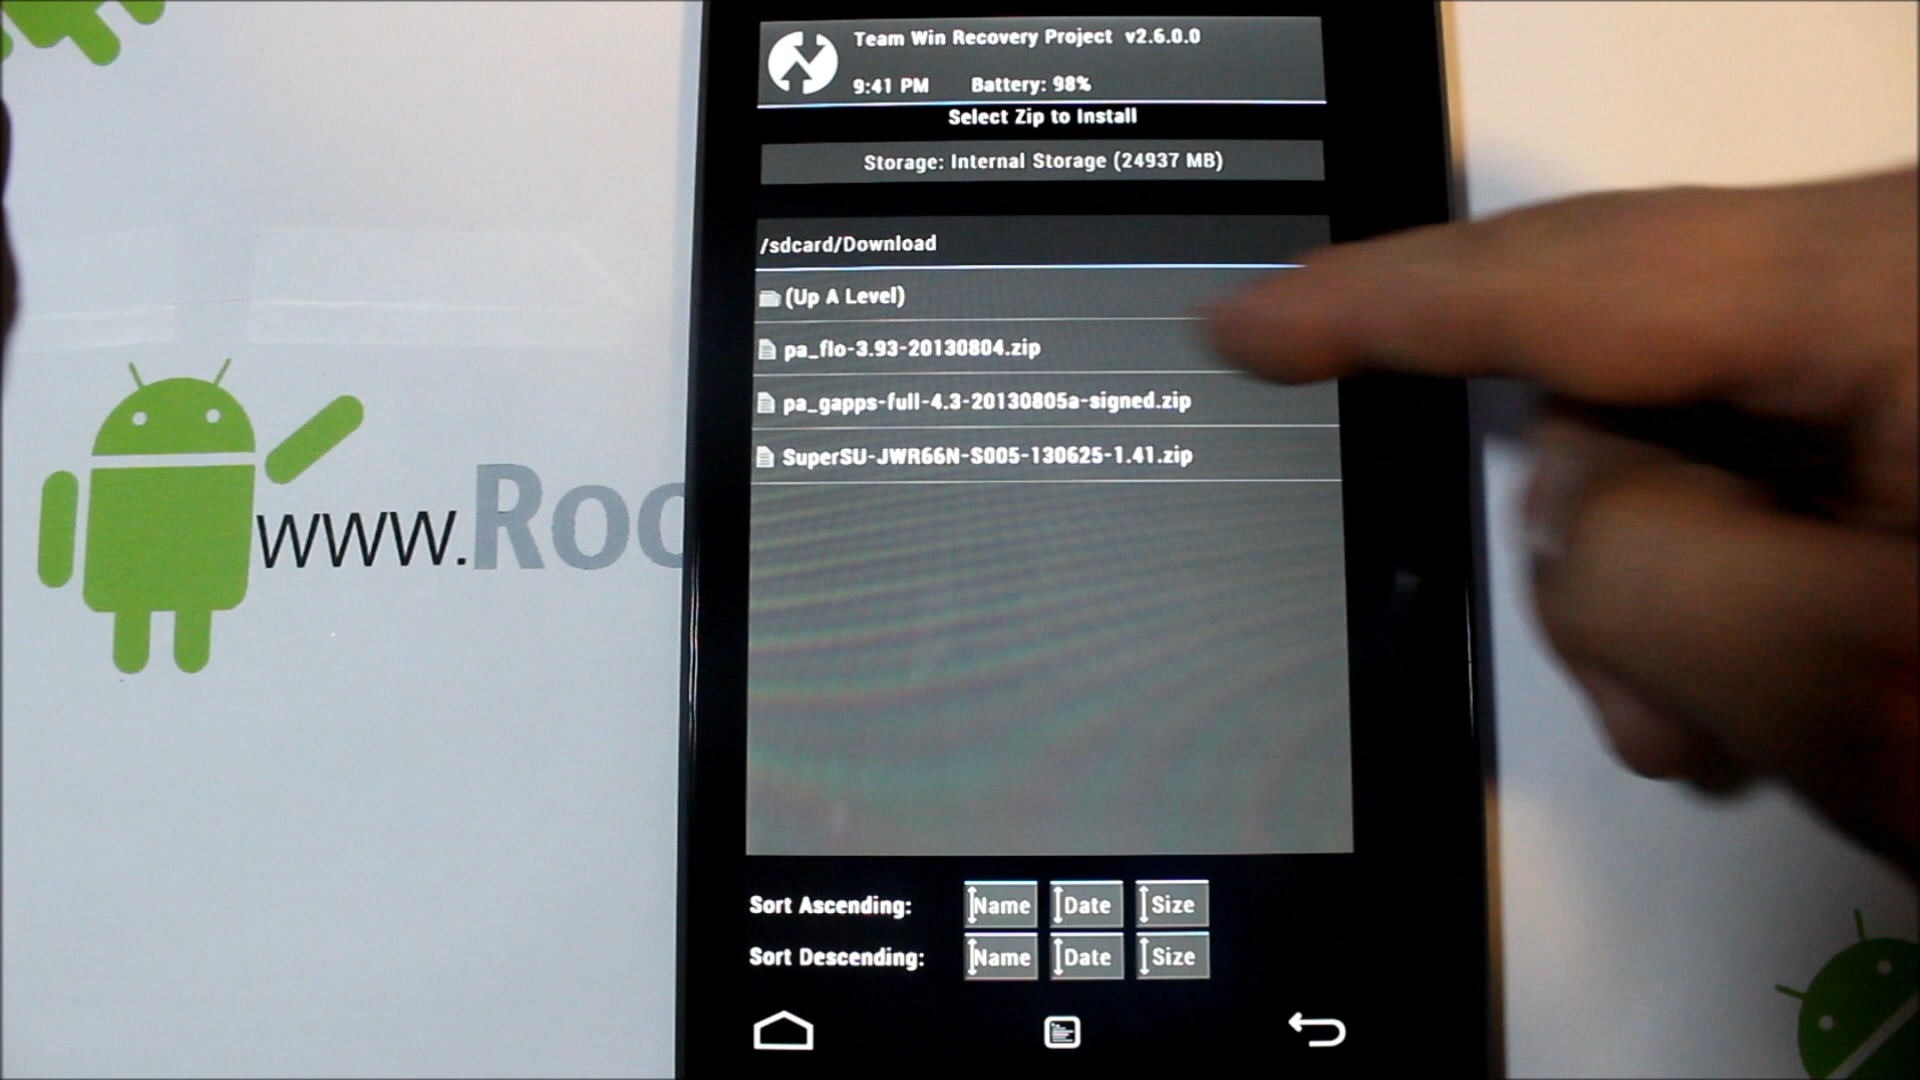 Team Win Recovery Project v2.6.0.0
9:41 PM Battery: 98%
Select Zip to Install
Storage: Internal Storage (24937 MB)
/sdcard/Download
(Up A Level)
pa_flo-3.93-20130804.zip
pa_gapps-full-4.3-20130805a-signed.zip
SuperSU-JWR66N-S005-130625-1.41.zip
www.Roo
Sort Ascending: Name Date Size
Sort Descending: Name Date Size